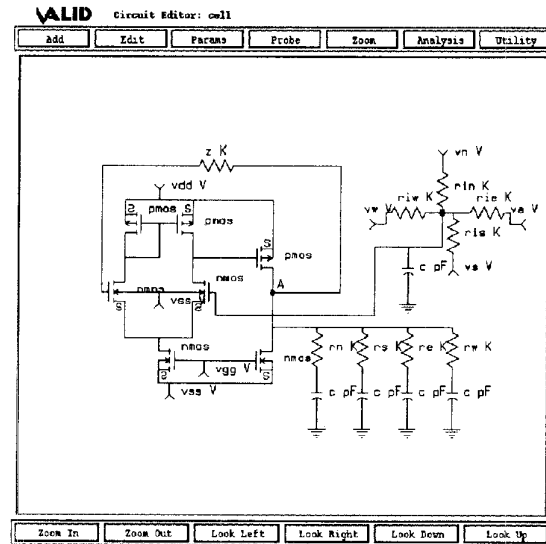 VALID Circuit Editor: cell
Add Edit Params Probe Zoom Analysis Utility
z K
vn V
vdd V
rin K
riw K rie K
vw V va V
S pmos S pmos
ris K
S pmos
nmos
c pF vs V
A
nmos vss
S S
nmos nmos rn K rs K re K rw K
S vgg V S
vss V
c pF c pF c pF c pF
Zoom In Zoom Out Look Left Look Right Look Down Look Up